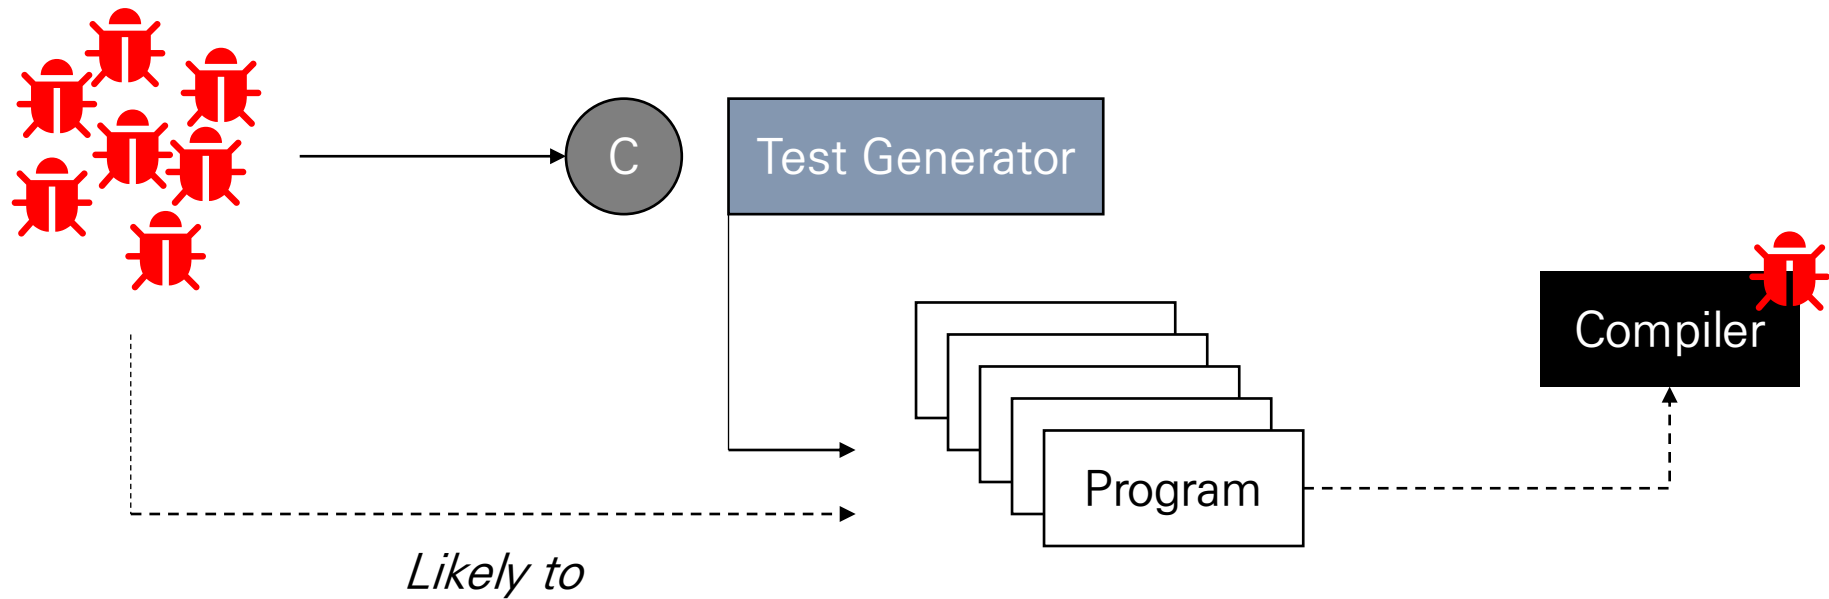 C
Test Generator
Compiler
Program
Likely to